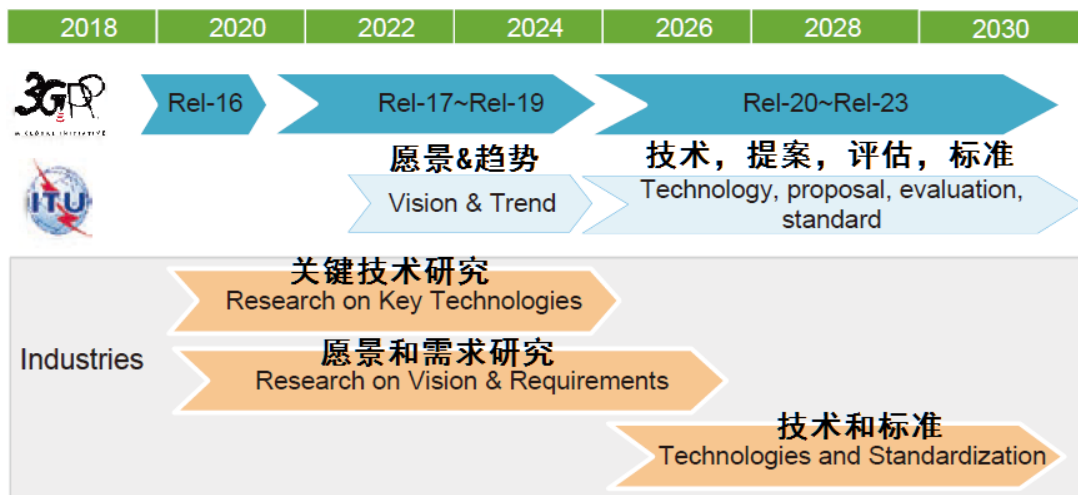 2018 2020 2022 2024 2026 2028 2030
3GPP
A GLOBAL INITIATIVE
Rel-16 Rel-17~Rel-19 Rel-20~Rel-23
愿景&趋势 技术，提案，评估，标准
ITU
Vision & Trend
Technology, proposal, evaluation,
standard
关键技术研究
Research on Key Technologies
Industries
愿景和需求研究
Research on Vision & Requirements
技术和标准
Technologies and Standardization